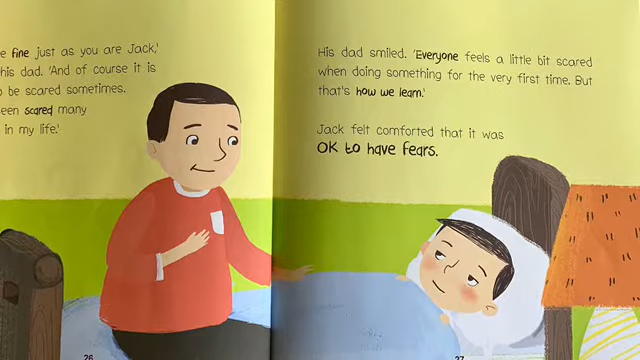 e fine just as you are Jack,'
his dad. 'And of course it is
o be scared sometimes.
een scared many
in my life.'
26
His dad smiled. 'Everyone feels a little bit scared
when doing something for the very first time. But
that's how we learn.'
Jack felt comforted that it was
OK to have fears.
27